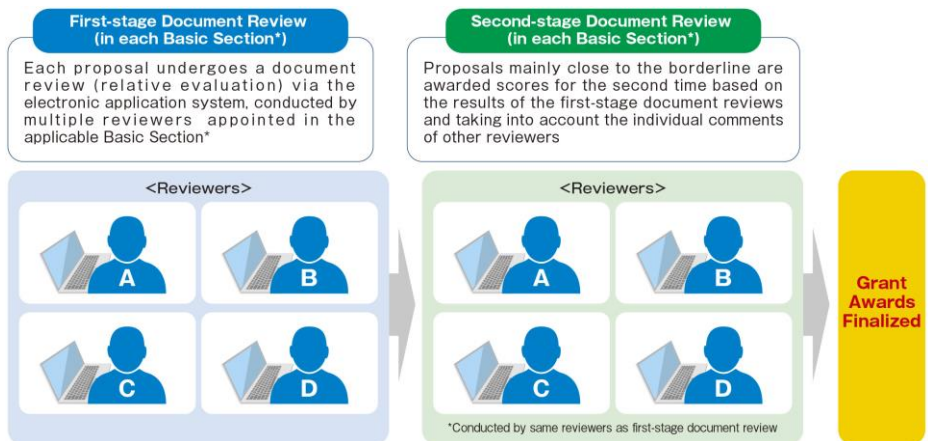 First-stage Document Review
(in each Basic Section*)
Each proposal undergoes a document
review (relative evaluation) via the
electronic application system, conducted by
multiple reviewers appointed in the
applicable Basic Section*
Second-stage Document Review
(in each Basic Section*)
Proposals mainly close to the borderline are
awarded scores for the second time based on
the results of the first-stage document reviews
and taking into account the individual comments
of other reviewers
<Reviewers>
A
B
C
D
<Reviewers>
A
B
C
D
*Conducted by same reviewers as first-stage document review
Grant
Awards
Finalized